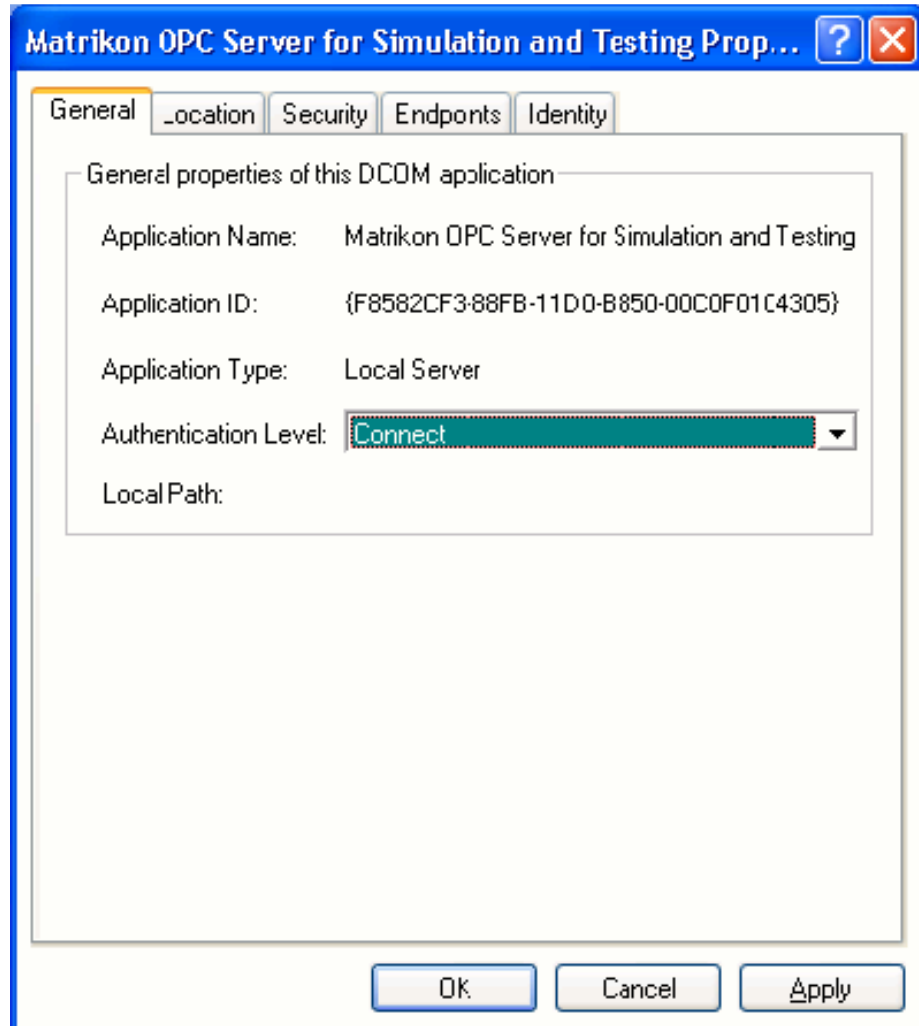 Matrikon OPC Server for Simulation and Testing Prop...
General Location Security Endponts Identity
General properties of this DCOM application
Application Name: Matrikon OPC Server for Simulation and Testing
Application ID: {F8582CF3-88FB-11D0-B850-00C0F0104305}
Application Type: Local Server
Authentication Level: Connect
Local Path:
OK Cancel Apply